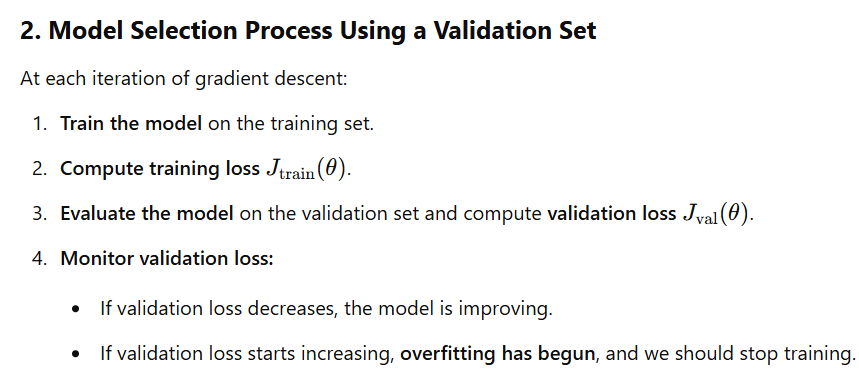 2. Model Selection Process Using a Validation Set
At each iteration of gradient descent:
1. Train the model on the training set.
2. Compute training loss J_train(θ).
3. Evaluate the model on the validation set and compute validation loss J_val(θ).
4. Monitor validation loss:
• If validation loss decreases, the model is improving.
• If validation loss starts increasing, overfitting has begun, and we should stop training.